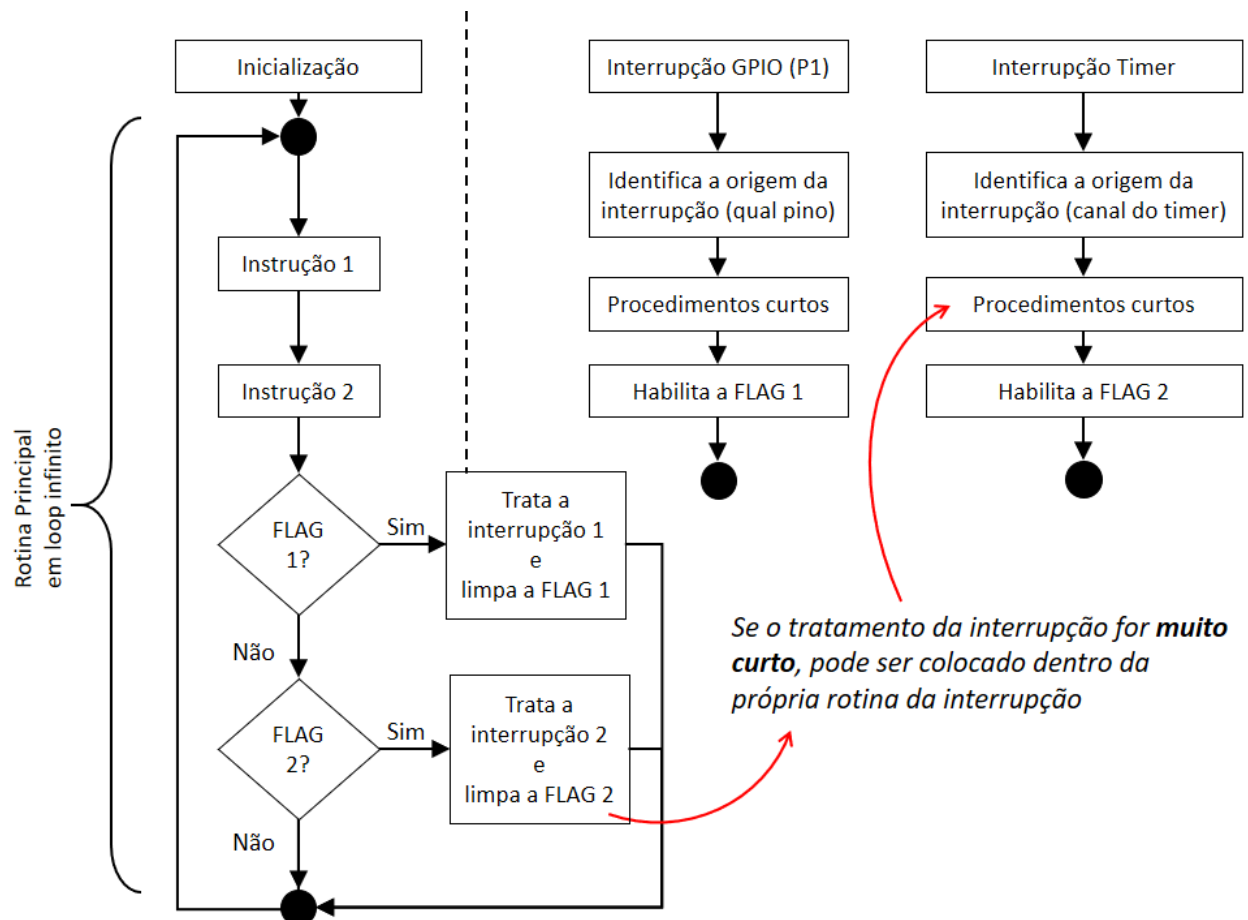 Inicialização
Instrução 1
Instrução 2
FLAG
1?
Sim
Trata a
interrupção 1
e
limpa a FLAG 1
Não
FLAG
2?
Sim
Trata a
interrupção 2
e
limpa a FLAG 2
Não
Rotina Principal
em loop infinito
Interrupção GPIO (P1)
Identifica a origem da
interrupção (qual pino)
Procedimentos curtos
Habilita a FLAG 1
Interrupção Timer
Identifica a origem da
interrupção (canal do timer)
Procedimentos curtos
Habilita a FLAG 2
Se o tratamento da interrupção for muito
curto, pode ser colocado dentro da
própria rotina da interrupção